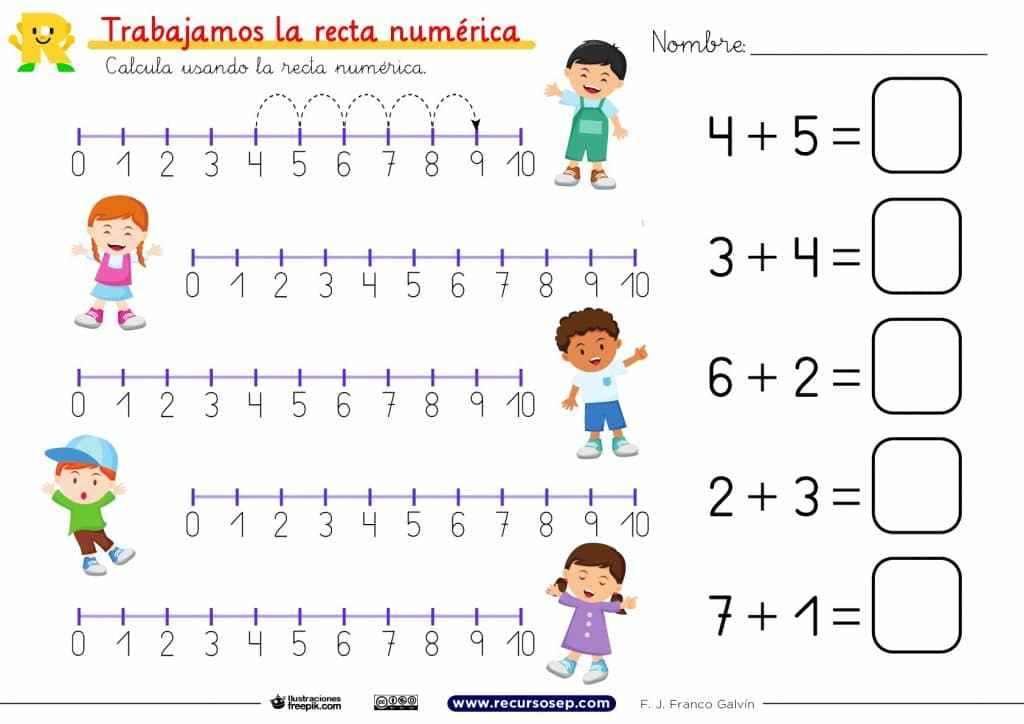 R
Trabajamos la recta numérica
Calcula usando la recta numérica.
Nombre:
0 1 2 3 4 5 6 7 8 9 10
4 + 5 =
0 1 2 3 4 5 6 7 8 9 10
3 + 4 =
0 1 2 3 4 5 6 7 8 9 10
6 + 2 =
0 1 2 3 4 5 6 7 8 9 10
2 + 3 =
0 1 2 3 4 5 6 7 8 9 10
7 + 1 =
Ilustraciones
freepik.com
www.recursosep.com
F. J. Franco Galvín